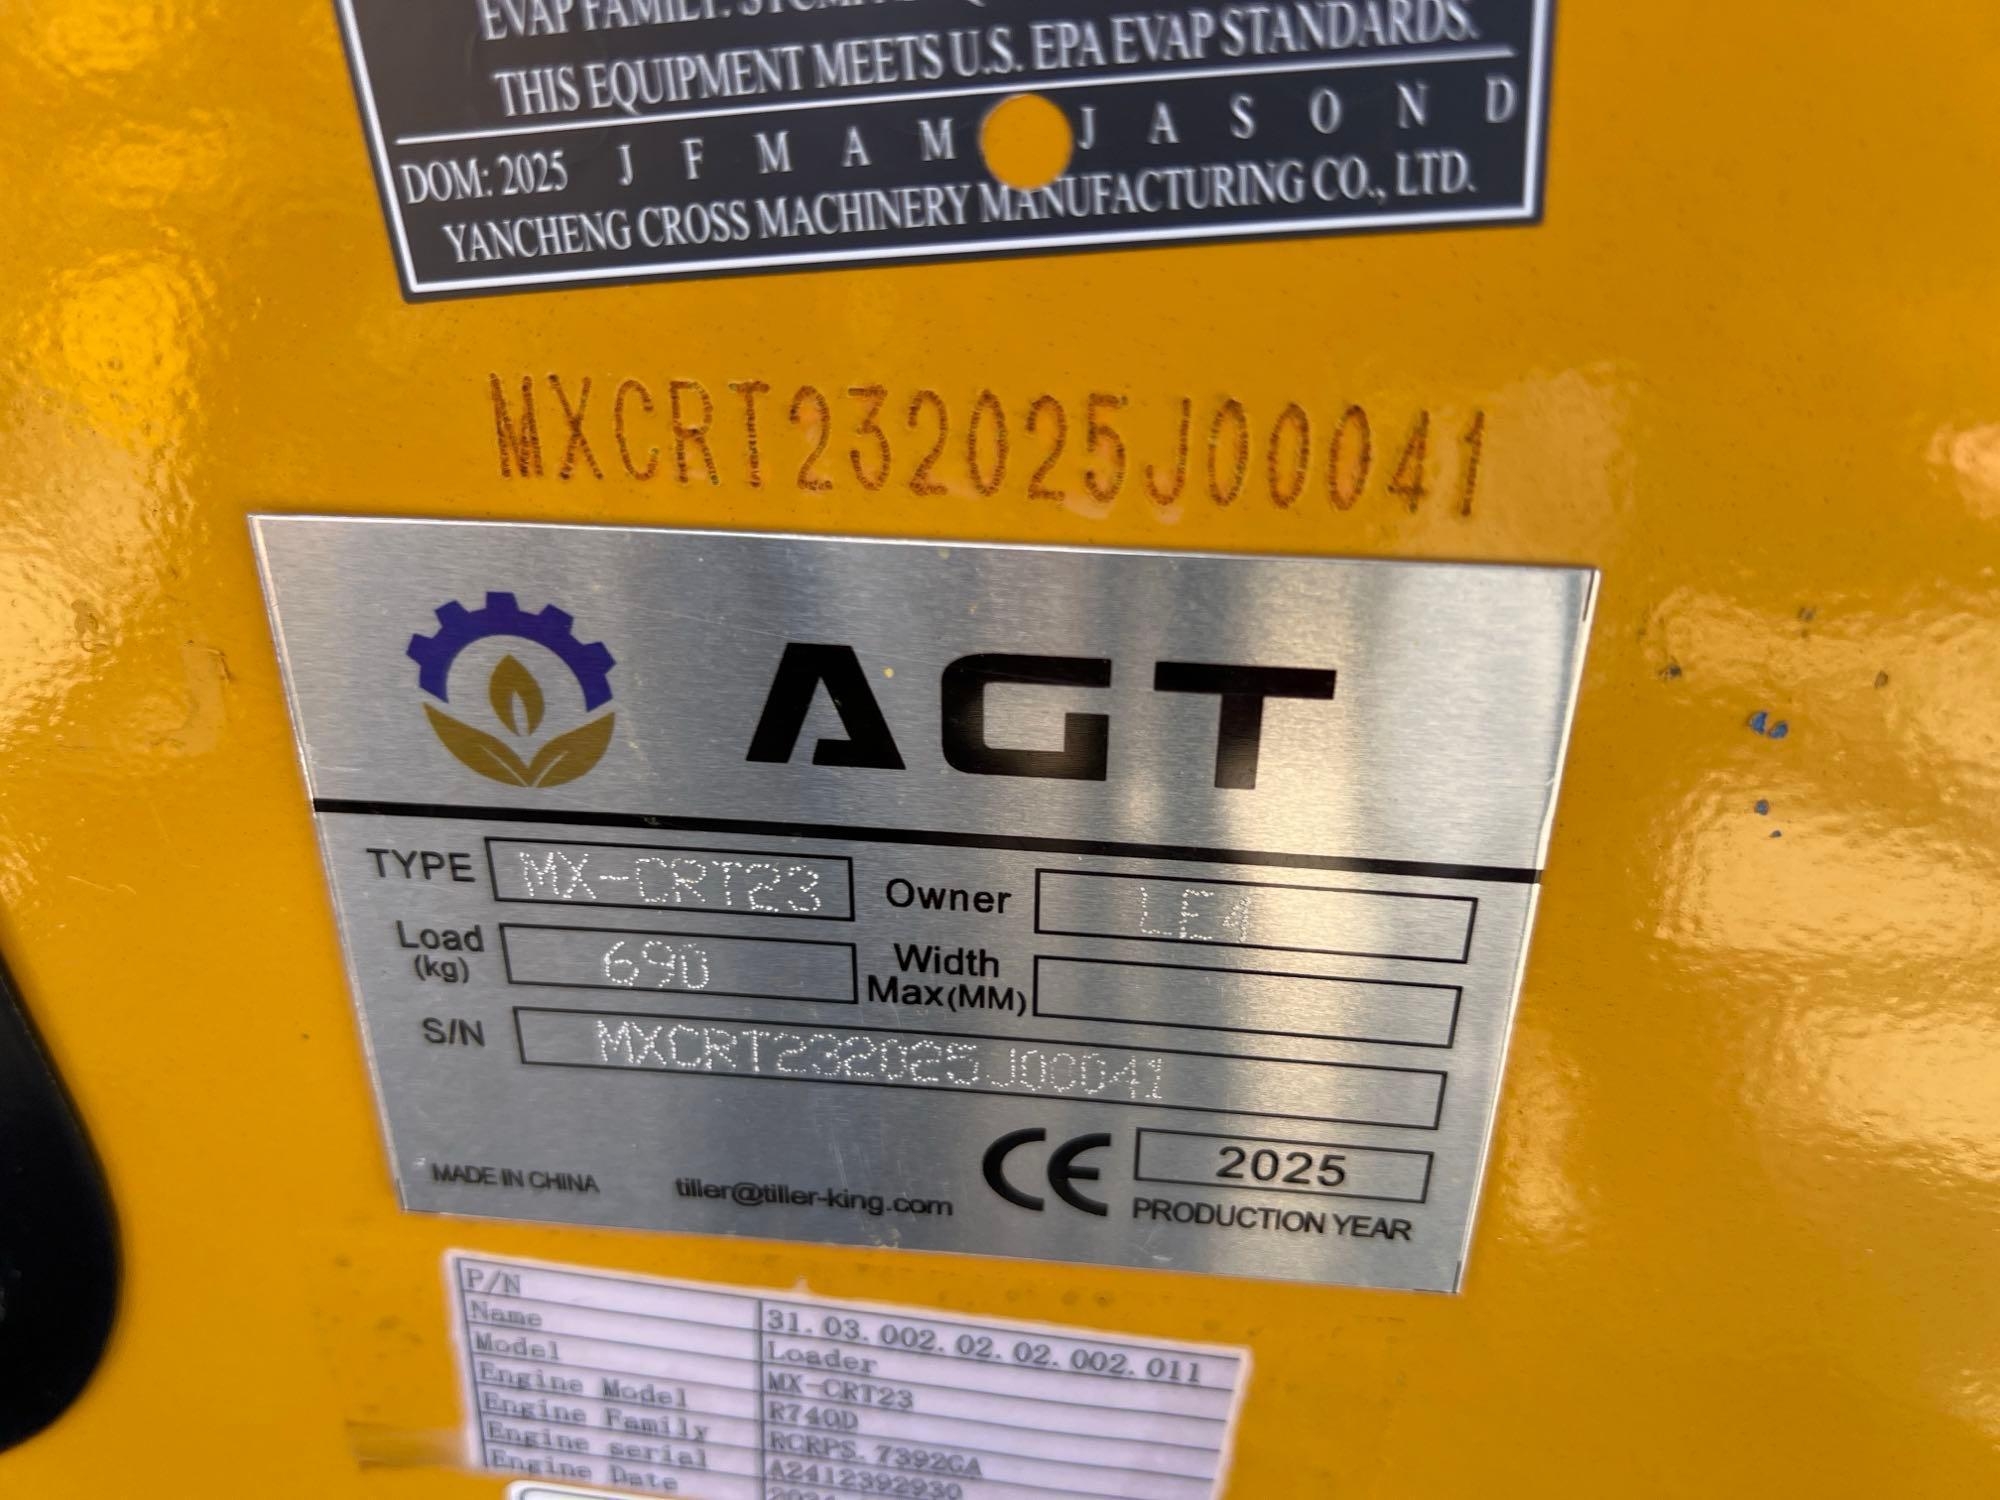 EVAP FAMILY:
THIS EQUIPMENT MEETS U.S. EPA EVAP STANDARDS.
DOM: 2025 J F M A M J A S O N D
YANCHENG CROSS MACHINERY MANUFACTURING CO., LTD.
MXCRT232025J00041
AGT
TYPE MX-CRT23 Owner
Load (kg) 690 Width Max(MM)
S/N MXCRT232025J00041
MADE IN CHINA tiller@tiller-king.com CE 2025
PRODUCTION YEAR
P/N 31.03.002.02.02.002.011
Name Loader
Model MX-CRT23
Engine Model R740D
Engine Family RCRPS.7392GA
Engine serial A2412392930
Engine Date